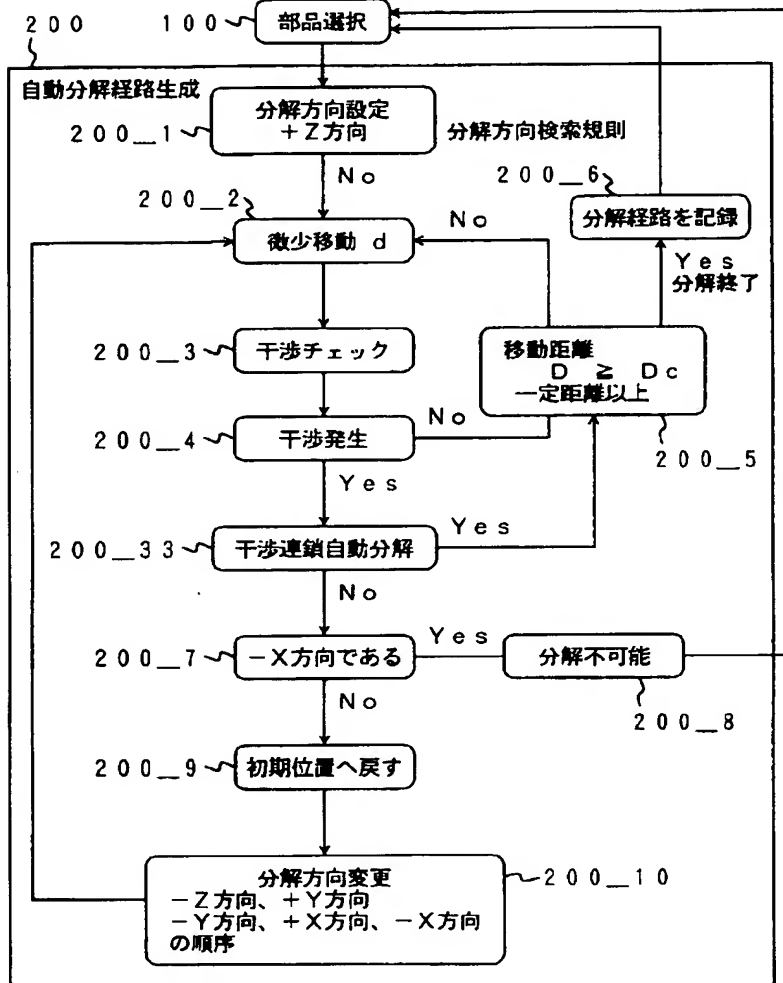 200
100
部品選択
自動分解経路生成
分解方向設定
+Z方向
200_1
分解方向検索規則
No
200_2
200_6
微少移動 d
No
分解経路を記録
Yes
分解終了
200_3
干渉チェック
移動距離
D ≧ Dc
一定距離以上
200_4
干渉発生
No
200_5
Yes
200_33
干渉連鎖自動分解
Yes
No
200_7
-X方向である
Yes
分解不可能
200_8
No
200_9
初期位置へ戻す
分解方向変更
-Z方向、+Y方向
-Y方向、+X方向、-X方向
の順序
200_10